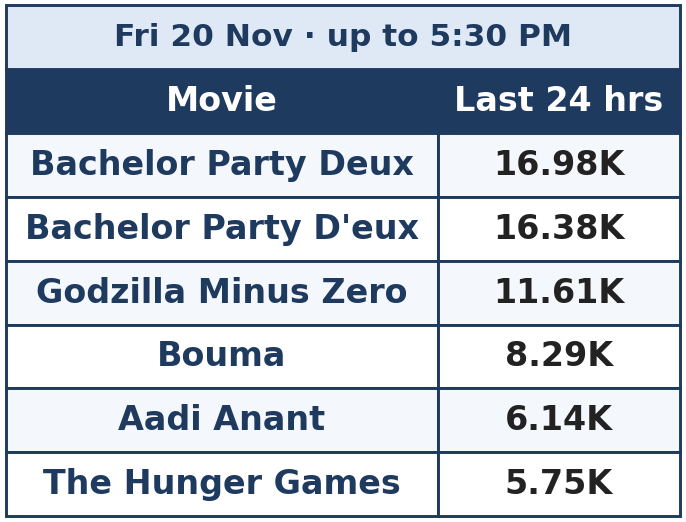 Fri 20 Nov · up to 5:30 PM
Movie Last 24 hrs
Bachelor Party Deux 16.98K
Bachelor Party D'eux 16.38K
Godzilla Minus Zero 11.61K
Bouma 8.29K
Aadi Anant 6.14K
The Hunger Games 5.75K